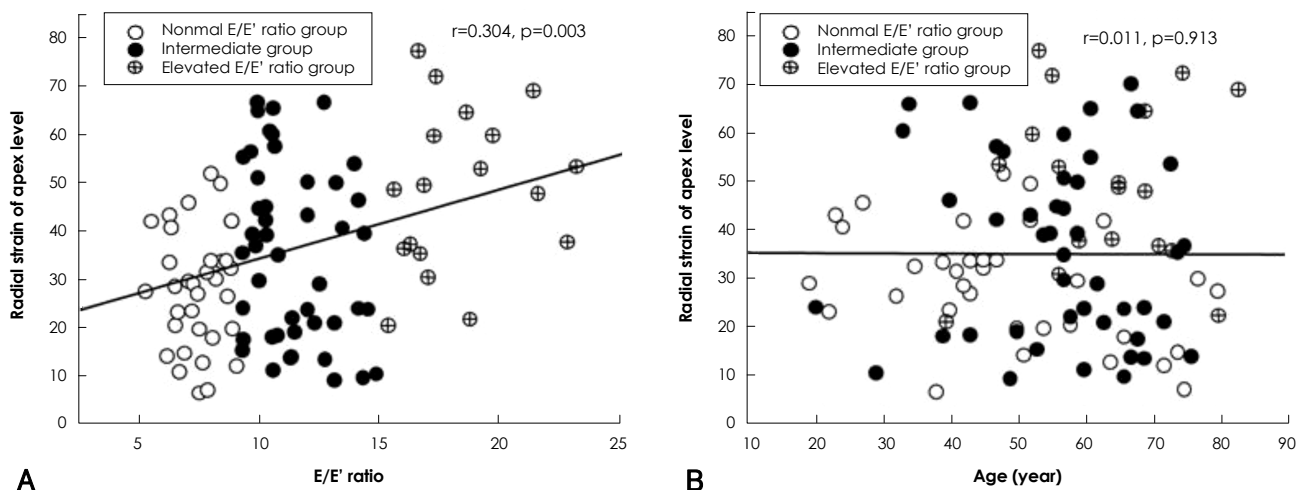 Nonmal E/E' ratio group
Intermediate group
Elevated E/E' ratio group
r=0.304, p=0.003
80
70
60
50
40
30
20
10
0
Radial strain of apex level
5
10
15
20
25
E/E' ratio
A
Nonmal E/E' ratio group
Intermediate group
Elevated E/E' ratio group
r=0.011, p=0.913
80
70
60
50
40
30
20
10
0
Radial strain of apex level
10
20
30
40
50
60
70
80
90
Age (year)
B